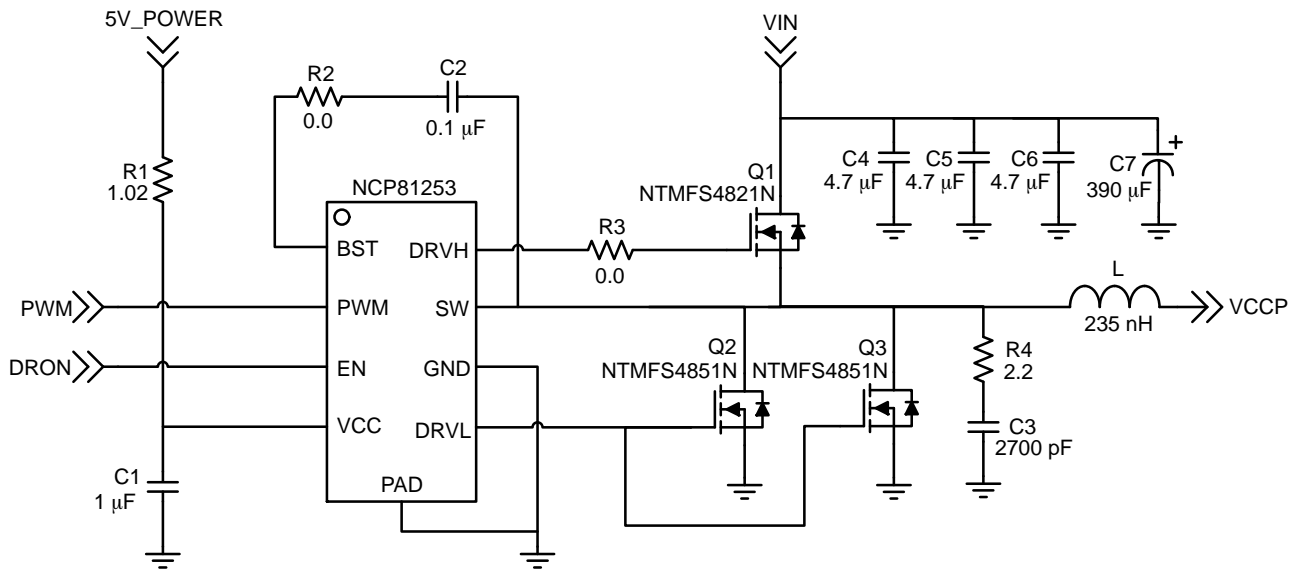 5V_POWER
VIN
R2
0.0
C2
0.1 μF
R1
1.02
NCP81253
Q1
NTMFS4821N
C4
4.7 μF
C5
4.7 μF
C6
4.7 μF
C7
390 μF
+
BST
DRVH
R3
0.0
PWM
PWM
SW
L
235 nH
VCCP
DRON
EN
GND
Q2
NTMFS4851N
Q3
NTMFS4851N
R4
2.2
VCC
DRVL
C3
2700 pF
C1
1 μF
PAD